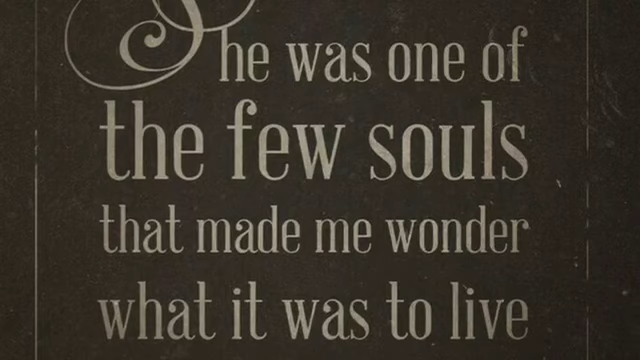 She was one of
the few souls
that made me wonder
what it was to live